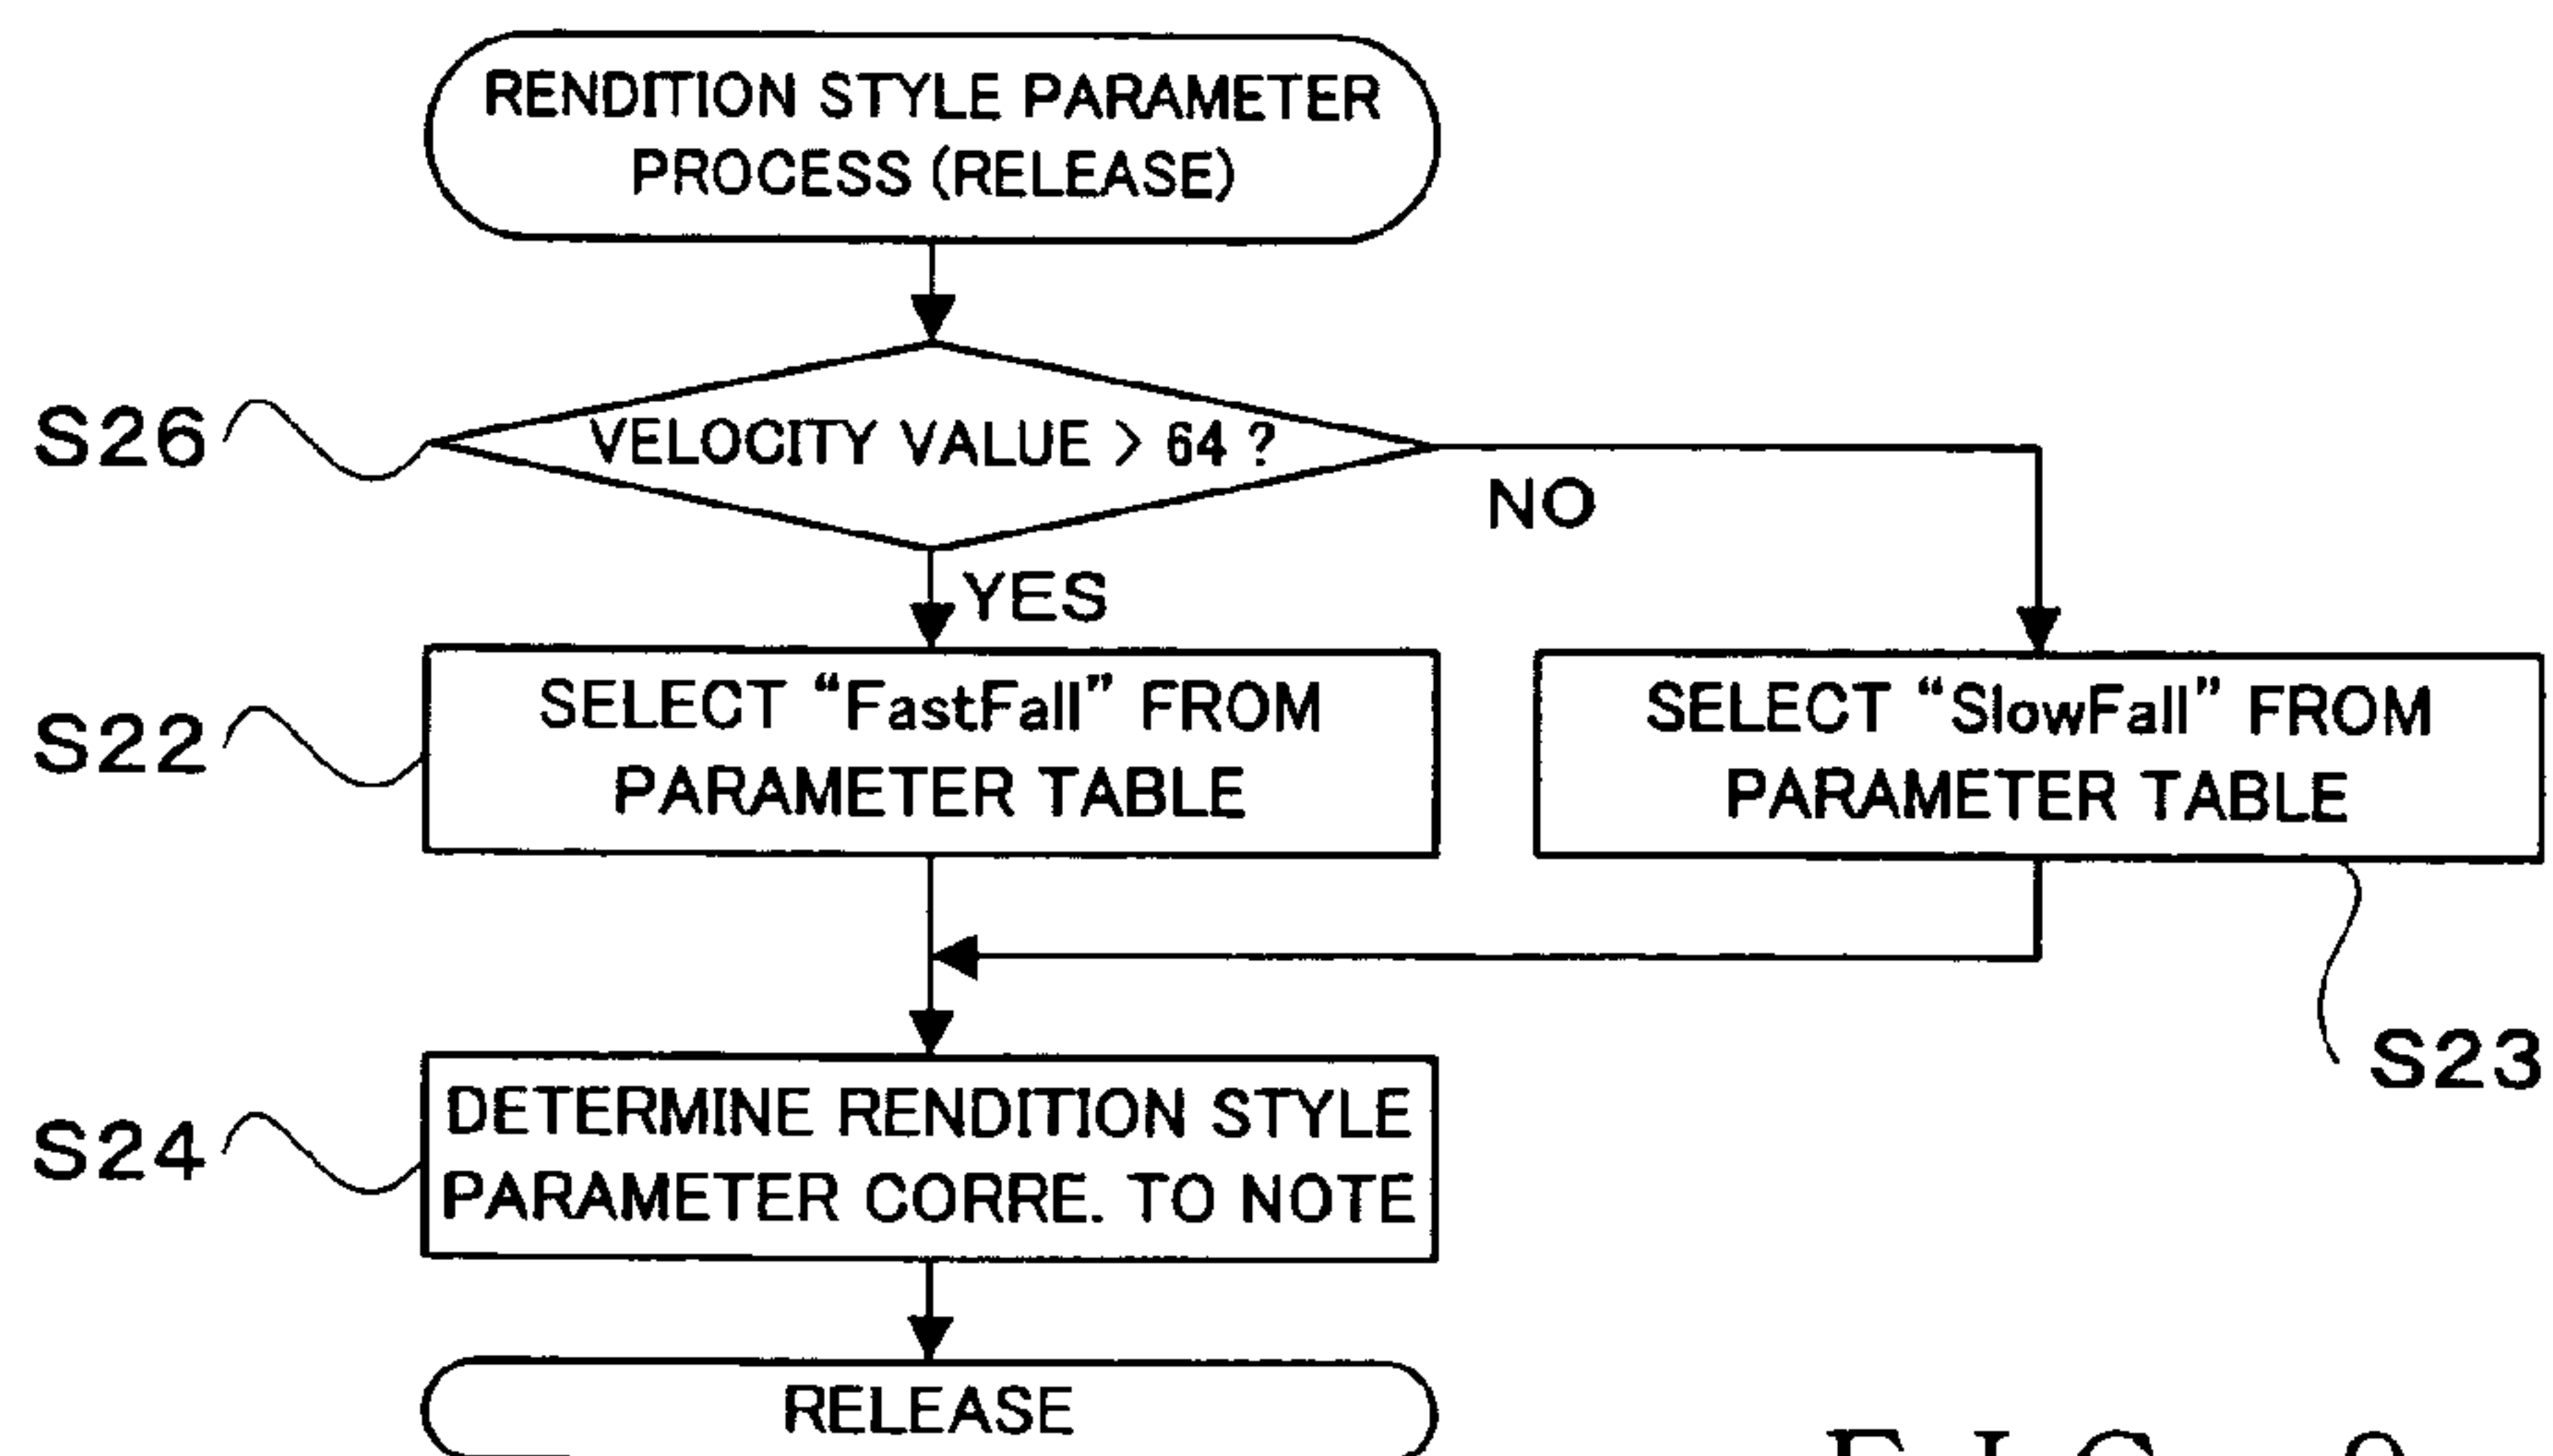 RENDITION STYLE PARAMETER
PROCESS (RELEASE)
S26
VELOCITY VALUE > 64 ?
NO
YES
S22
SELECT “FastFall” FROM
PARAMETER TABLE
SELECT “SlowFall” FROM
PARAMETER TABLE
S23
S24
DETERMINE RENDITION STYLE
PARAMETER CORRE. TO NOTE
RELEASE